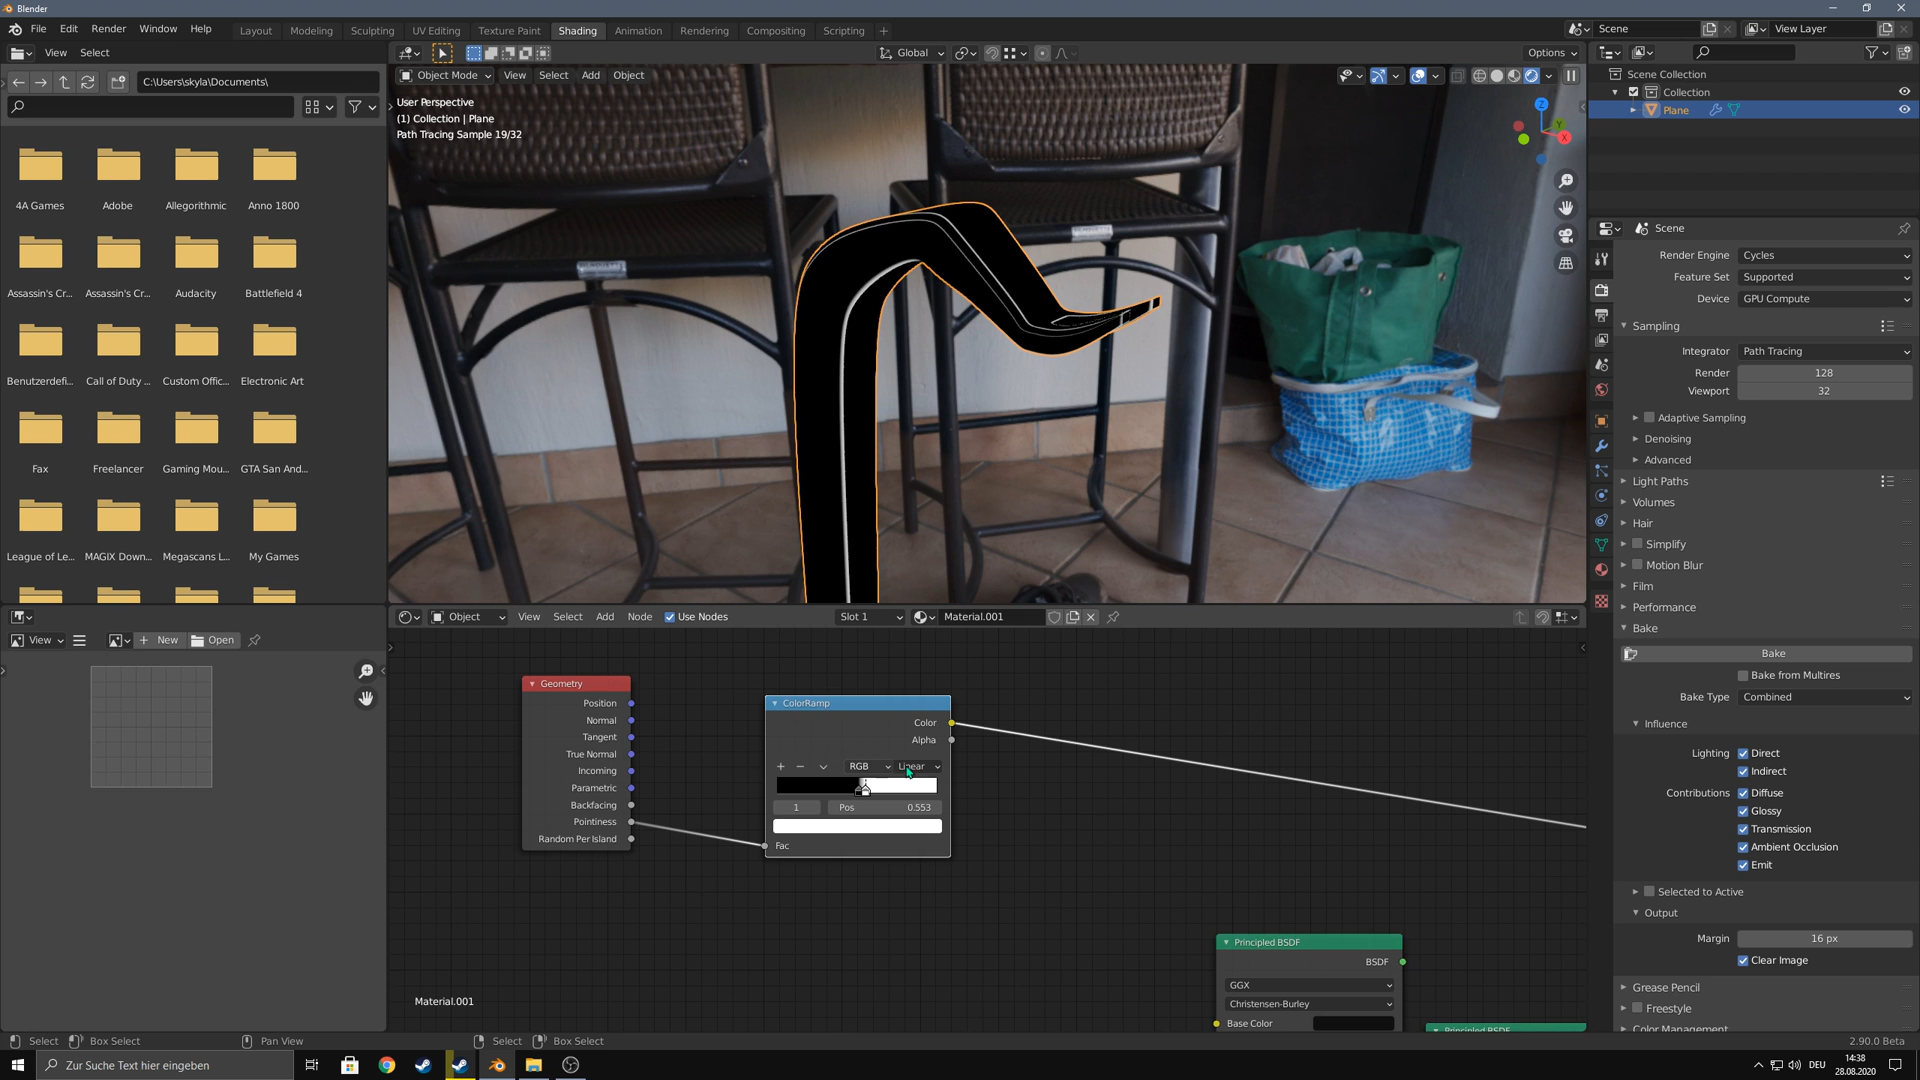 Blender
File Edit Render Window Help
Layout Modeling Sculpting UV Editing Texture Paint Shading Animation Rendering Compositing Scripting +
Scene
View Layer
View Select
Global
Options
C:\Users\skyla\Documents\
Object Mode View Select Add Object
User Perspective
(1) Collection | Plane
Path Tracing Sample 19/32
Z
Y
X
Scene Collection
Collection
Plane
4A Games Adobe Allegorithmic Anno 1800
Assassin's Cr... Assassin's Cr... Audacity Battlefield 4
Benutzerdefi... Call of Duty ... Custom Offic... Electronic Art
Fax Freelancer Gaming Mou... GTA San And...
League of Le... MAGIX Down... Megascans L... My Games
Scene
Render Engine Cycles
Feature Set Supported
Device GPU Compute
Sampling
Integrator Path Tracing
Render 128
Viewport 32
Adaptive Sampling
Denoising
Advanced
Light Paths
Volumes
Hair
Simplify
Motion Blur
Film
Performance
Bake
Bake
Bake from Multires
Bake Type Combined
Influence
Lighting Direct
Indirect
Contributions Diffuse
Glossy
Transmission
Ambient Occlusion
Emit
Selected to Active
Output
Margin 16 px
Clear Image
Grease Pencil
Freestyle
Color Management
View + New Open
Object View Select Add Node Use Nodes Slot 1 Material.001
Geometry
Position
Normal
Tangent
True Normal
Incoming
Parametric
Backfacing
Pointiness
Random Per Island
ColorRamp
Color
Alpha
+ − RGB Linear
1 Pos 0.553
Fac
Principled BSDF
BSDF
GGX
Christensen-Burley
Base Color
Principled BSDF
Material.001
Select Box Select Pan View Select Box Select
2.90.0 Beta
Zur Suche Text hier eingeben
DEU
14:38
28.08.2020